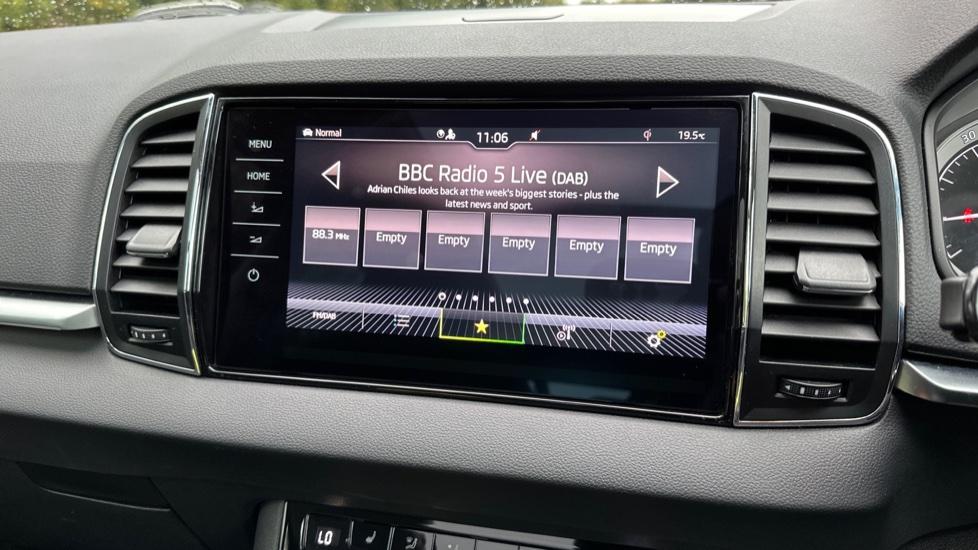 Normal
11:06
19.5°C
MENU
HOME
BBC Radio 5 Live (DAB)
Adrian Chiles looks back at the week's biggest stories - plus the
latest news and sport.
88.3 MHz
Empty
Empty
Empty
Empty
Empty
FM/DAB
LO
30